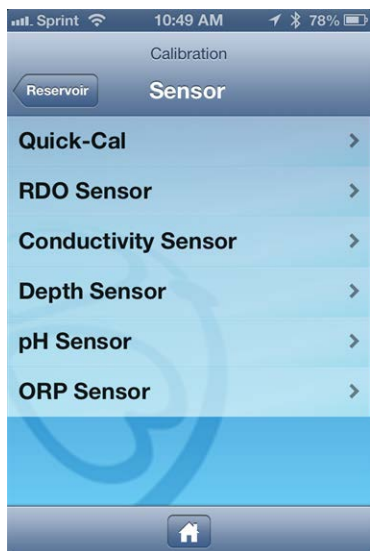 Sprint 10:49 AM 78%
Calibration
Reservoir Sensor
Quick-Cal
RDO Sensor
Conductivity Sensor
Depth Sensor
pH Sensor
ORP Sensor